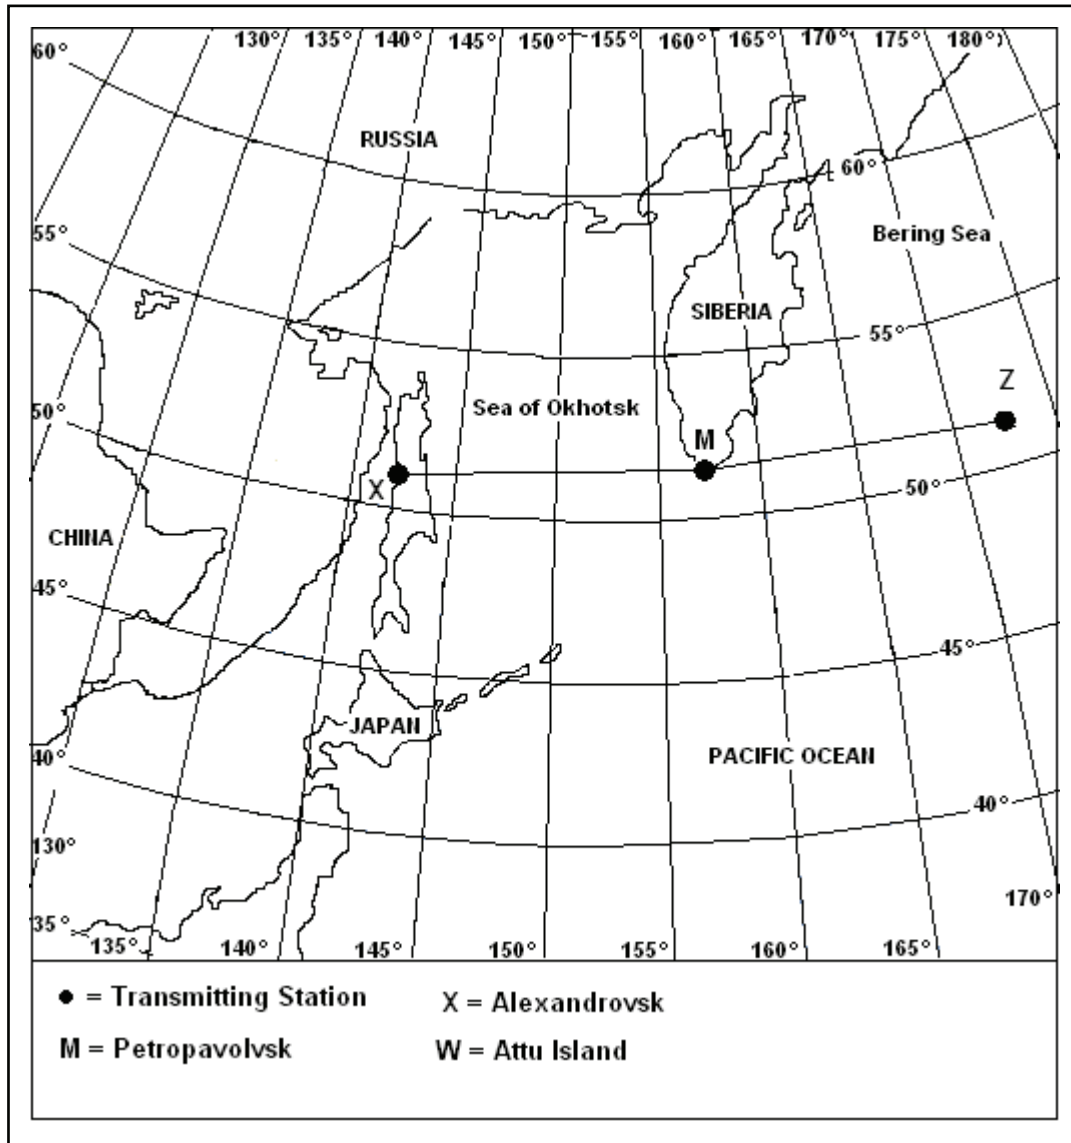 130° 135° 140° 145° 150° 155° 160° 165° 170° 175° 180°)
60°
RUSSIA
60°
55°
Bering Sea
SIBERIA
55°
Z
50°
Sea of Okhotsk
M
X
50°
CHINA
45°
45°
JAPAN
PACIFIC OCEAN
40°
40°
130°
170°
35°
135° 140° 145° 150° 155° 160° 165°
● = Transmitting Station X = Alexandrovsk
M = Petropavolvsk W = Attu Island